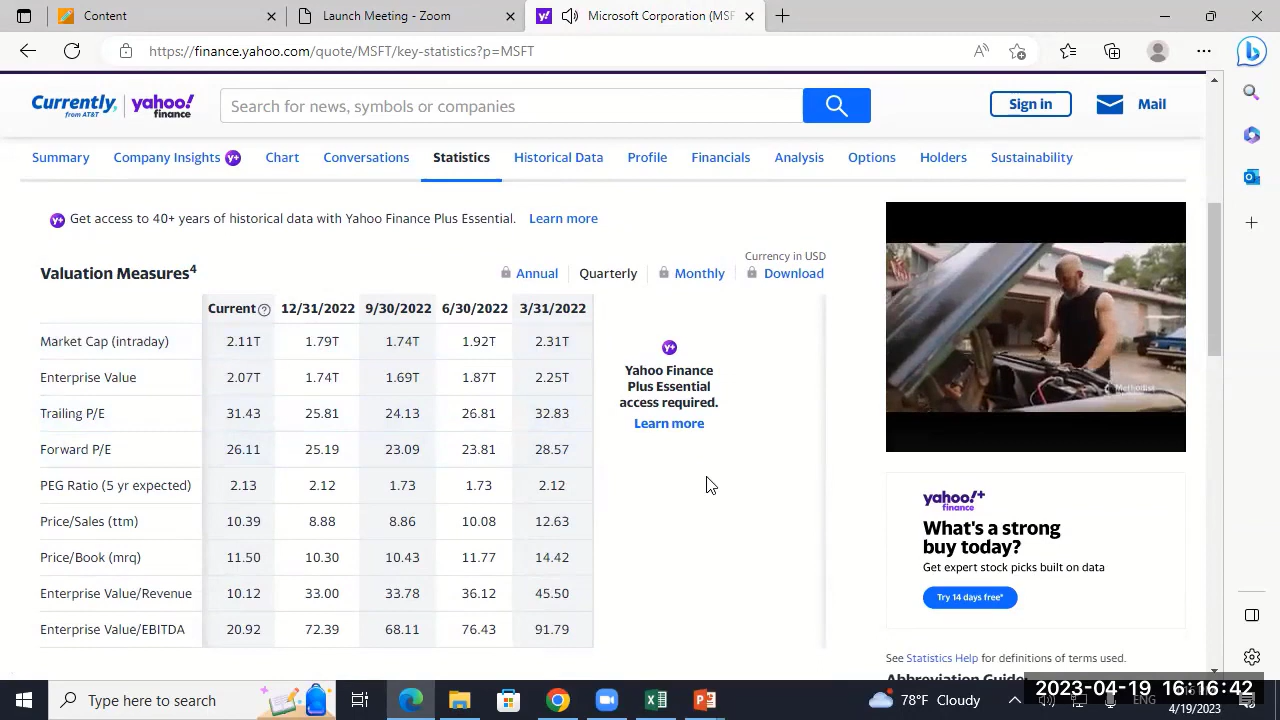 Content
Launch Meeting - Zoom
Microsoft Corporation (MSF
https://finance.yahoo.com/quote/MSFT/key-statistics?p=MSFT
Currently,
from AT&T
yahoo!
finance
Search for news, symbols or companies
Sign in
Mail
Summary
Company Insights
Chart
Conversations
Statistics
Historical Data
Profile
Financials
Analysis
Options
Holders
Sustainability
Get access to 40+ years of historical data with Yahoo Finance Plus Essential. Learn more
Currency in USD
Valuation Measures4
Annual
Quarterly
Monthly
Download
Current 12/31/2022 9/30/2022 6/30/2022 3/31/2022
Market Cap (intraday) 2.11T 1.79T 1.74T 1.92T 2.31T
Enterprise Value 2.07T 1.74T 1.69T 1.87T 2.25T
Trailing P/E 31.43 25.81 24.13 26.81 32.83
Forward P/E 26.11 25.19 23.09 23.81 28.57
PEG Ratio (5 yr expected) 2.13 2.12 1.73 1.73 2.12
Price/Sales (ttm) 10.39 8.88 8.86 10.08 12.63
Price/Book (mrq) 11.50 10.30 10.43 11.77 14.42
Enterprise Value/Revenue 10.12 33.00 33.78 36.12 45.50
Enterprise Value/EBITDA 20.92 72.39 68.11 76.43 91.79
Yahoo Finance
Plus Essential
access required.
Learn more
Methodist
yahoo!+
finance
What's a strong
buy today?
Get expert stock picks built on data
Try 14 days free*
See Statistics Help for definitions of terms used.
Abbreviation Guide
Type here to search
78°F Cloudy
ENG
2023-04-19 16:16:42
4/19/2023